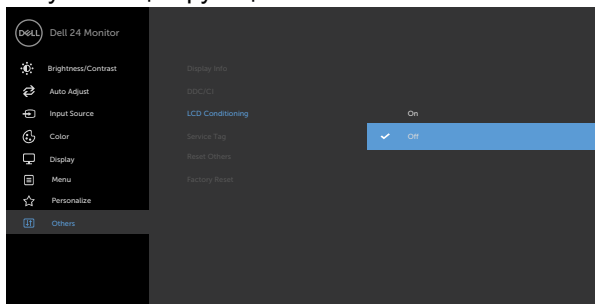 DELL Dell 24 Monitor
Brightness/Contrast Display Info
Auto Adjust DDC/CI
Input Source LCD Conditioning On
Color Service Tag Off
Display Reset Others
Menu Factory Reset
Personalize
Others